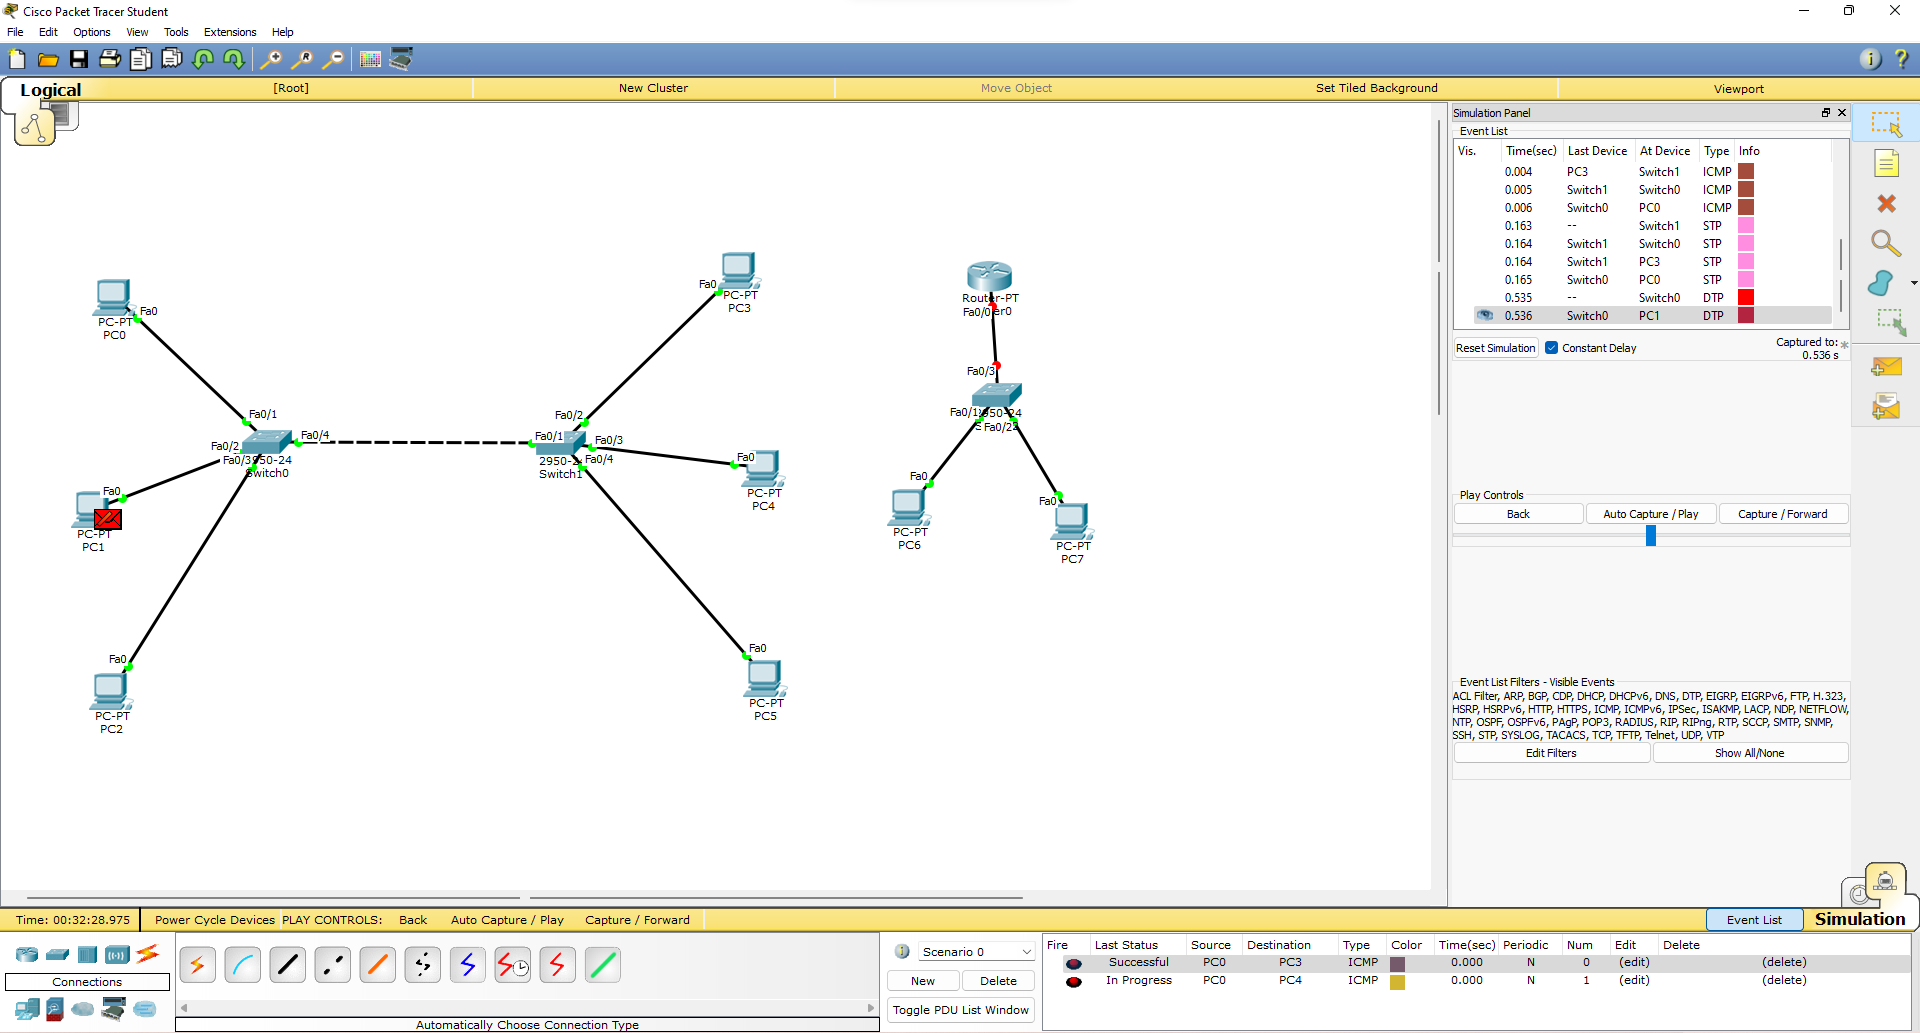 Cisco Packet Tracer Student
File Edit Options View Tools Extensions Help
Logical [Root] New Cluster Move Object Set Tiled Background Viewport
Fa0
PC-PT
PC0
Fa0/1
Fa0/2
Fa0/3
Fa0/4
950-24
Switch0
Fa0
PC-PT
PC1
Fa0
PC-PT
PC2
Fa0/2
Fa0/1
Fa0/3
Fa0/4
2950-2
Switch1
Fa0
PC-PT
PC3
Fa0
PC-PT
PC4
Fa0
PC-PT
PC5
Router-PT
Fa0/0 er0
Fa0/3
Fa0/1 950-24
S Fa0/22
Fa0
PC-PT
PC6
Fa0
PC-PT
PC7
Simulation Panel
Event List
Vis. Time(sec) Last Device At Device Type Info
0.004 PC3 Switch1 ICMP
0.005 Switch1 Switch0 ICMP
0.006 Switch0 PC0 ICMP
0.163 -- Switch1 STP
0.164 Switch1 Switch0 STP
0.164 Switch1 PC3 STP
0.165 Switch0 PC0 STP
0.535 -- Switch0 DTP
0.536 Switch0 PC1 DTP
Reset Simulation Constant Delay Captured to: *
0.536 s
Play Controls
Back Auto Capture / Play Capture / Forward
Event List Filters - Visible Events
ACL Filter, ARP, BGP, CDP, DHCP, DHCPv6, DNS, DTP, EIGRP, EIGRPv6, FTP, H.323,
HSRP, HSRPv6, HTTP, HTTPS, ICMP, ICMPv6, IPSec, ISAKMP, LACP, NDP, NETFLOW,
NTP, OSPF, OSPFv6, PAgP, POP3, RADIUS, RIP, RIPng, RTP, SCCP, SMTP, SNMP,
SSH, STP, SYSLOG, TACACS, TCP, TFTP, Telnet, UDP, VTP
Edit Filters Show All/None
Time: 00:32:28.975 Power Cycle Devices PLAY CONTROLS: Back Auto Capture / Play Capture / Forward Event List Simulation
Connections
Automatically Choose Connection Type
Scenario 0
New Delete
Toggle PDU List Window
Fire Last Status Source Destination Type Color Time(sec) Periodic Num Edit Delete
Successful PC0 PC3 ICMP 0.000 N 0 (edit) (delete)
In Progress PC0 PC4 ICMP 0.000 N 1 (edit) (delete)